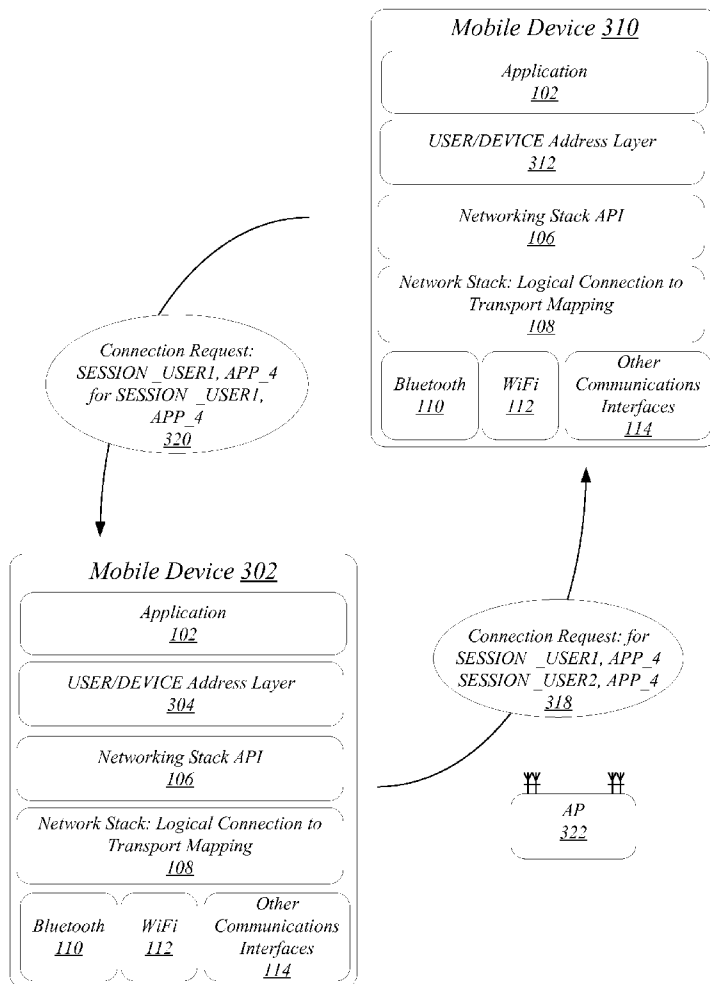 Mobile Device 310
Application
102
USER/DEVICE Address Layer
312
Networking Stack API
106
Network Stack: Logical Connection to
Transport Mapping
108
Bluetooth
110
WiFi
112
Other
Communications
Interfaces
114
Connection Request:
SESSION _USER1, APP_4
for SESSION _USER1,
APP_4
320
Mobile Device 302
Application
102
USER/DEVICE Address Layer
304
Networking Stack API
106
Network Stack: Logical Connection to
Transport Mapping
108
Bluetooth
110
WiFi
112
Other
Communications
Interfaces
114
Connection Request: for
SESSION _USER1, APP_4
SESSION _USER2, APP_4
318
AP
322